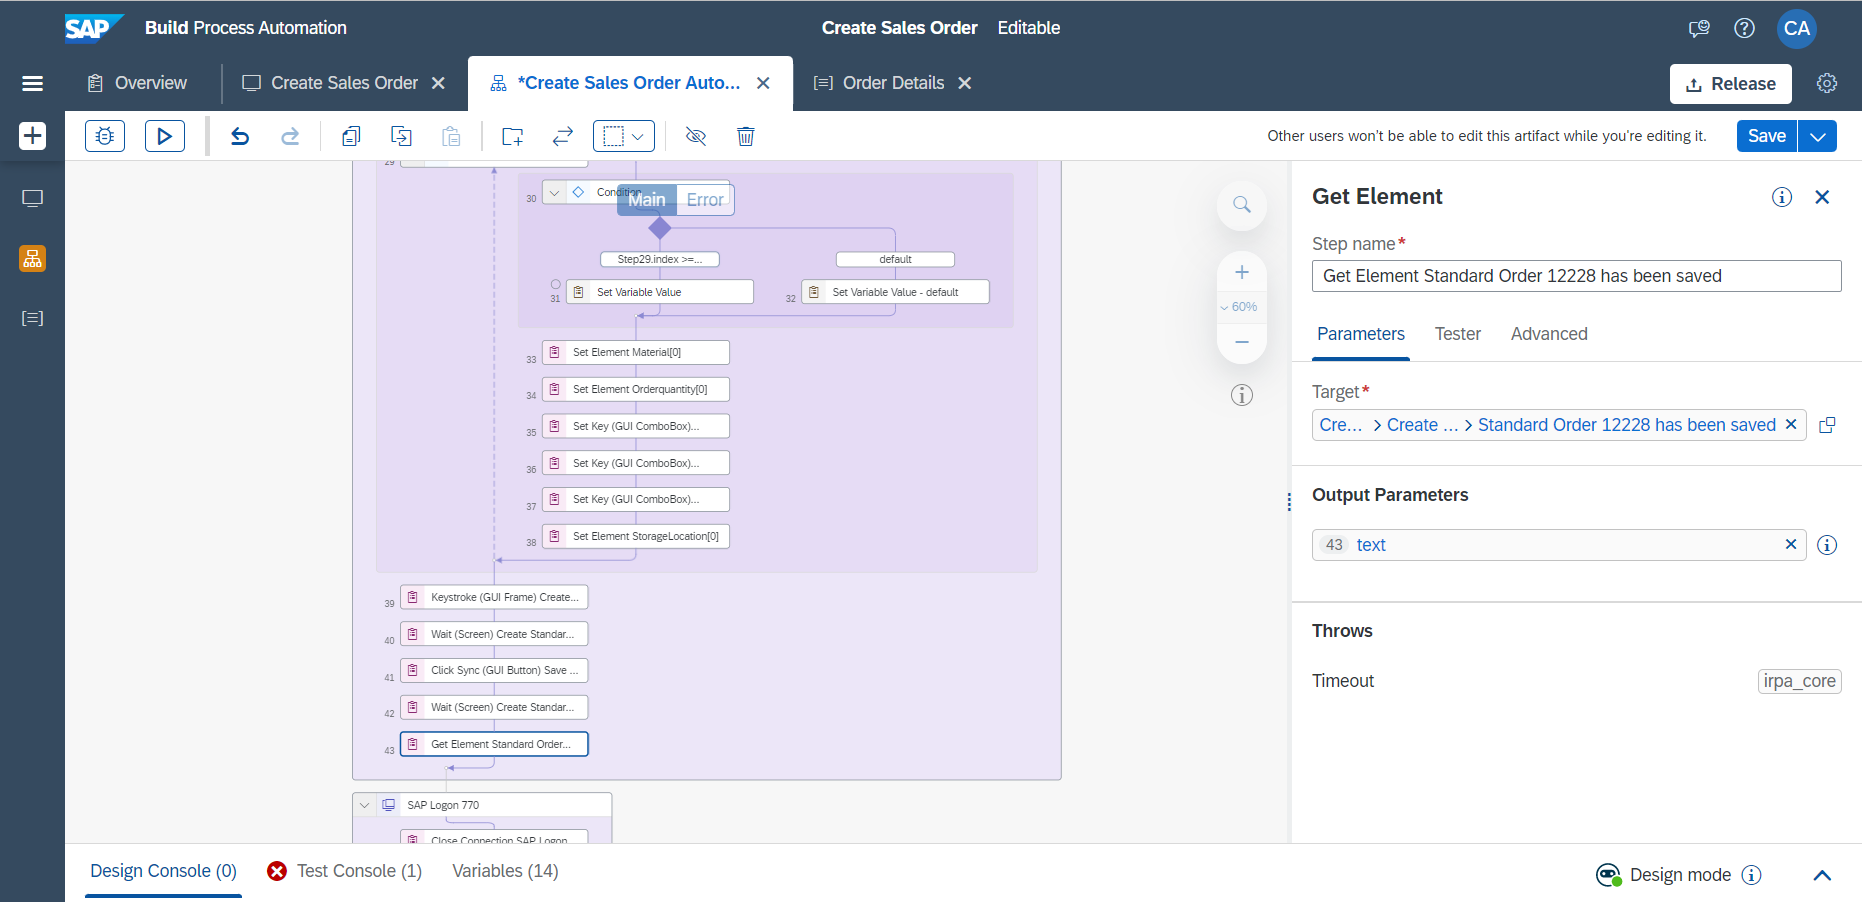 SAP Build Process Automation
Create Sales Order Editable
CA
Overview
Create Sales Order
*Create Sales Order Auto...
Order Details
Release
Other users won't be able to edit this artifact while you're editing it.
Save
29
30
Condition
Main
Error
Step29.index >=...
default
31
Set Variable Value
32
Set Variable Value - default
33
Set Element Material[0]
34
Set Element Orderquantity[0]
35
Set Key (GUI ComboBox)...
36
Set Key (GUI ComboBox)...
37
Set Key (GUI ComboBox)...
38
Set Element StorageLocation[0]
39
Keystroke (GUI Frame) Create...
40
Wait (Screen) Create Standar...
41
Click Sync (GUI Button) Save ...
42
Wait (Screen) Create Standar...
43
Get Element Standard Order...
SAP Logon 770
Close Connection SAP Logon
60%
Get Element
Step name*
Get Element Standard Order 12228 has been saved
Parameters
Tester
Advanced
Target*
Cre... > Create ... > Standard Order 12228 has been saved
Output Parameters
43 text
Throws
Timeout
irpa_core
Design Console (0)
Test Console (1)
Variables (14)
Design mode